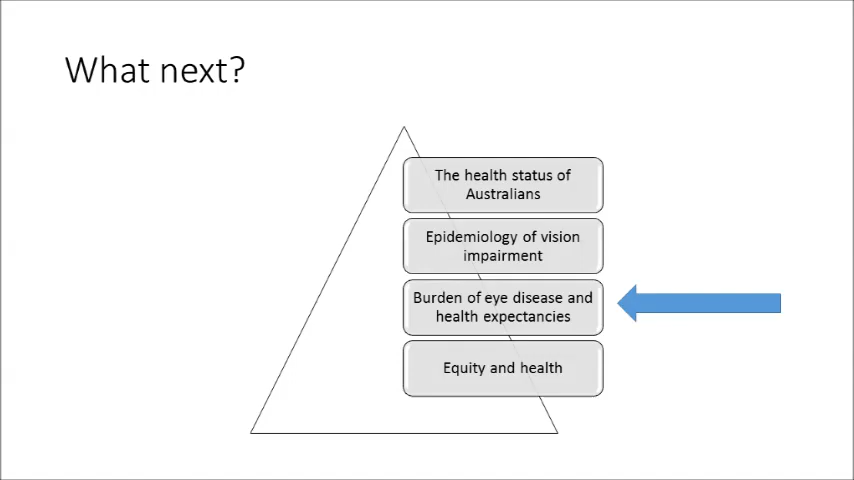 What next?
The health status of
Australians
Epidemiology of vision
impairment
Burden of eye disease and
health expectancies
Equity and health